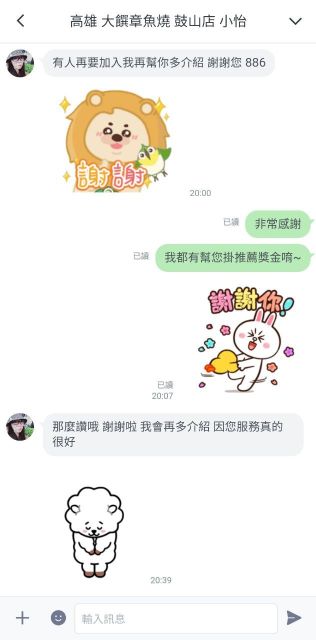 高雄 大饌章魚燒 鼓山店 小怡
有人再要加入我再幫你多介紹 謝謝您 886
謝謝
20:00
已讀
非常感謝
已讀
我都有幫您掛推薦獎金唷~
謝謝你!
已讀
20:07
那麼讚哦 謝謝啦 我會再多介紹 因您服務真的
很好
20:39
輸入訊息